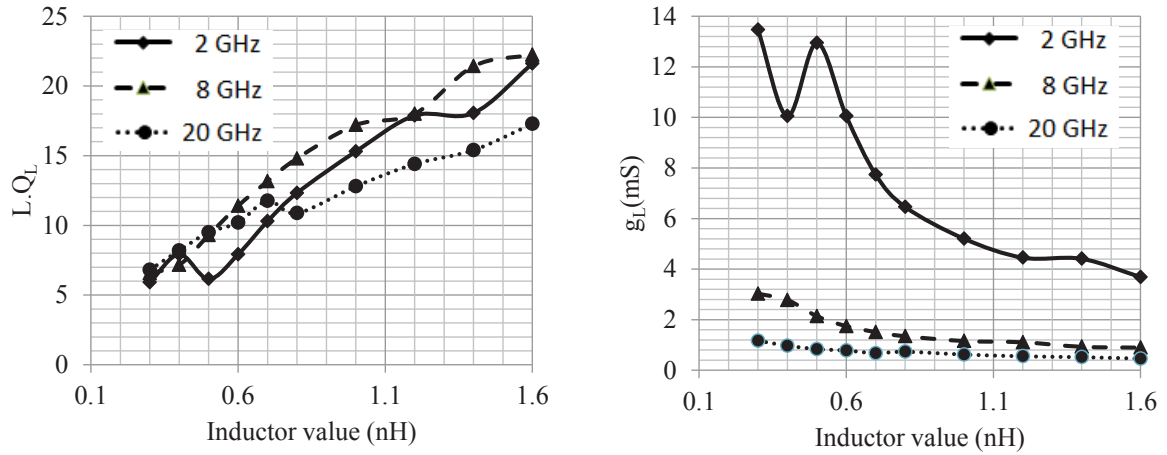 25
20
15
10
5
0
L.Q_L
2 GHz
8 GHz
20 GHz
0.1 0.6 1.1 1.6
Inductor value (nH)
14
12
10
8
6
4
2
0
g_L(mS)
2 GHz
8 GHz
20 GHz
0.1 0.6 1.1 1.6
Inductor value (nH)